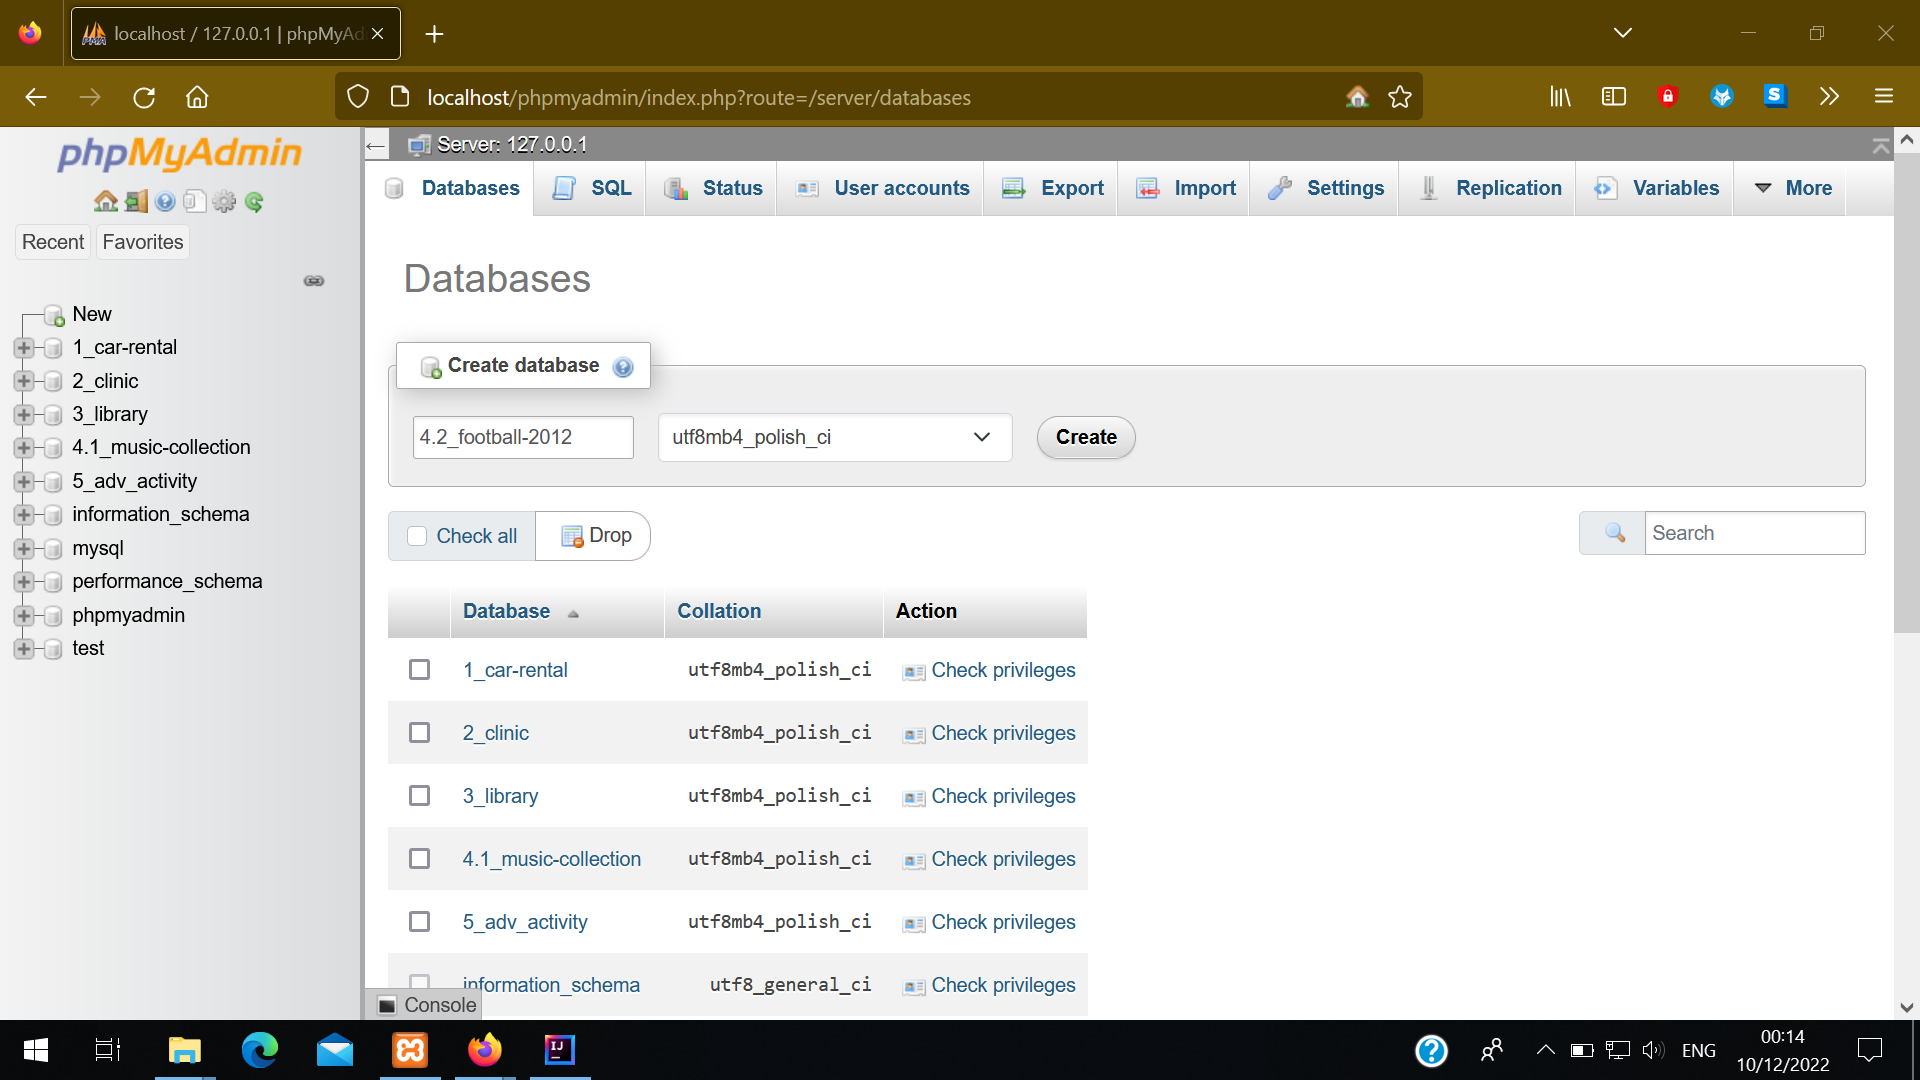 localhost / 127.0.0.1 | phpMyAd
localhost/phpmyadmin/index.php?route=/server/databases
phpMyAdmin
Recent
Favorites
New
1_car-rental
2_clinic
3_library
4.1_music-collection
5_adv_activity
information_schema
mysql
performance_schema
phpmyadmin
test
Server: 127.0.0.1
Databases
SQL
Status
User accounts
Export
Import
Settings
Replication
Variables
More
Databases
Create database
4.2_football-2012
utf8mb4_polish_ci
Create
Check all
Drop
Search
Database
Collation
Action
1_car-rental utf8mb4_polish_ci Check privileges
2_clinic utf8mb4_polish_ci Check privileges
3_library utf8mb4_polish_ci Check privileges
4.1_music-collection utf8mb4_polish_ci Check privileges
5_adv_activity utf8mb4_polish_ci Check privileges
information_schema utf8_general_ci Check privileges
Console
ENG
00:14
10/12/2022